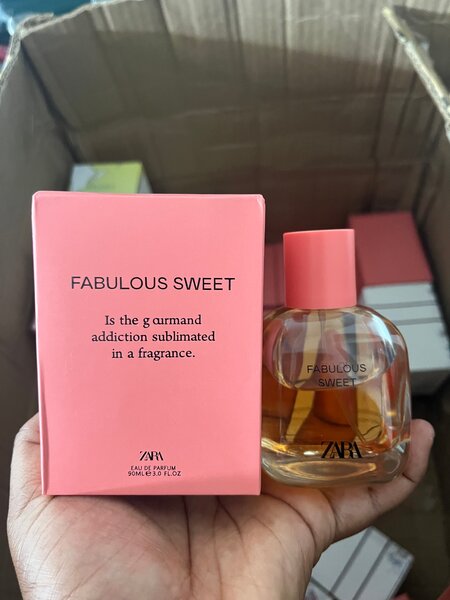 FABULOUS SWEET
Is the gourmand
addiction sublimated
in a fragrance.
ZARA
EAU DE PARFUM
90ML℮3.0 FL.OZ
FABULOUS
SWEET
ZARA